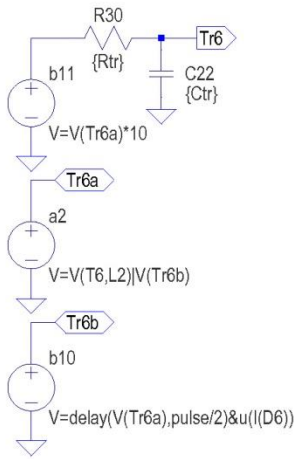 R30
Tr6
{Rtr}
C22
{Ctr}
b11
V=V(Tr6a)*10
Tr6a
a2
V=V(T6,L2)|V(Tr6b)
Tr6b
b10
V=delay(V(Tr6a),pulse/2)&u(I(D6))